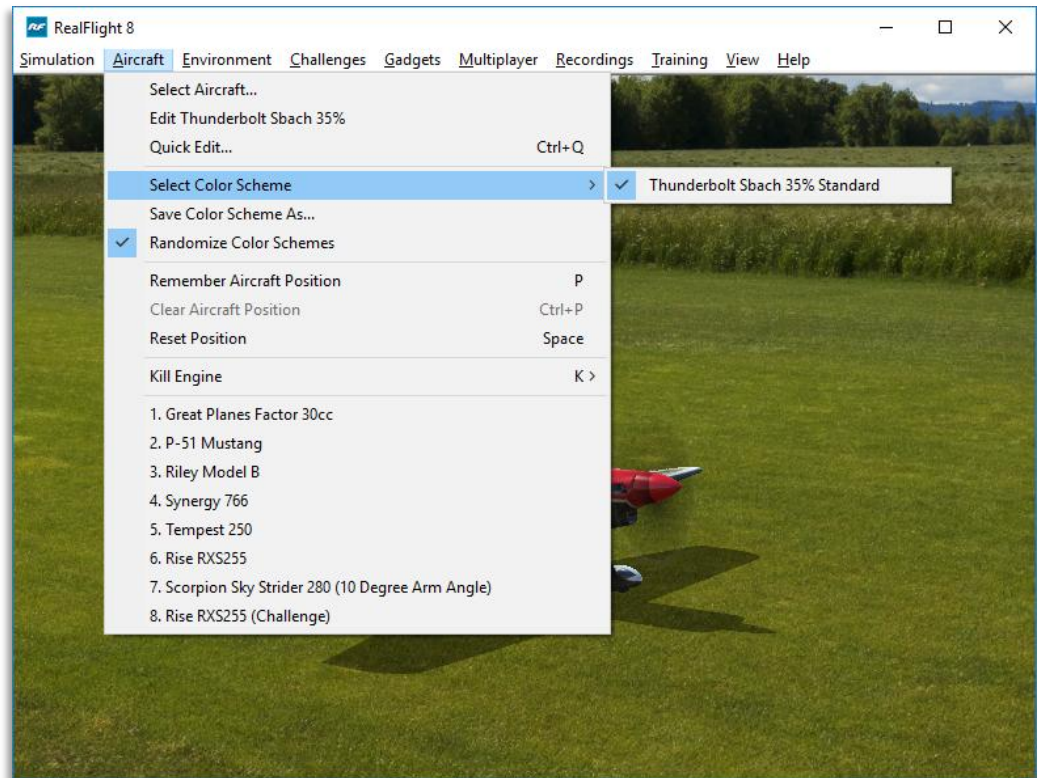 RF RealFlight 8
Simulation Aircraft Environment Challenges Gadgets Multiplayer Recordings Training View Help
Select Aircraft...
Edit Thunderbolt Sbach 35%
Quick Edit... Ctrl+Q
Select Color Scheme > Thunderbolt Sbach 35% Standard
Save Color Scheme As...
Randomize Color Schemes
Remember Aircraft Position P
Clear Aircraft Position Ctrl+P
Reset Position Space
Kill Engine K >
1. Great Planes Factor 30cc
2. P-51 Mustang
3. Riley Model B
4. Synergy 766
5. Tempest 250
6. Rise RXS255
7. Scorpion Sky Strider 280 (10 Degree Arm Angle)
8. Rise RXS255 (Challenge)